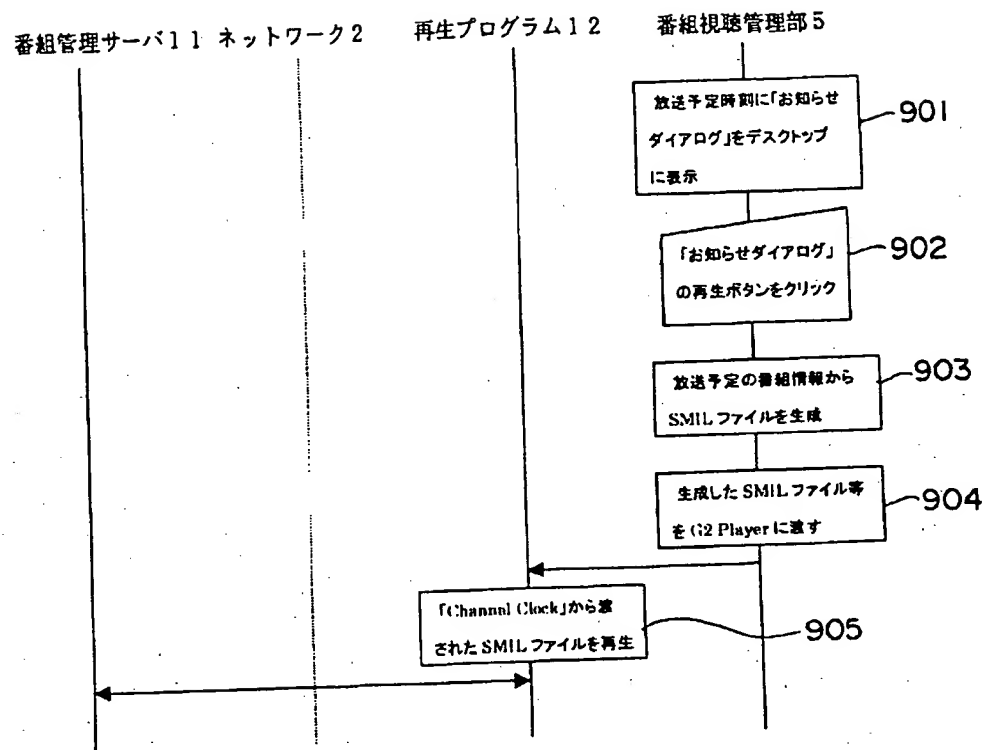 番組管理サーバ11 ネットワーク2 再生プログラム12 番組視聴管理部5
放送予定時刻に「お知らせ
ダイアログ」をデスクトップ
に表示
901
「お知らせダイアログ」
の再生ボタンをクリック
902
放送予定の番組情報から
SMILファイルを生成
903
生成したSMILファイル等
をG2 Playerに渡す
904
「Channal Clock」から渡
されたSMILファイルを再生
905